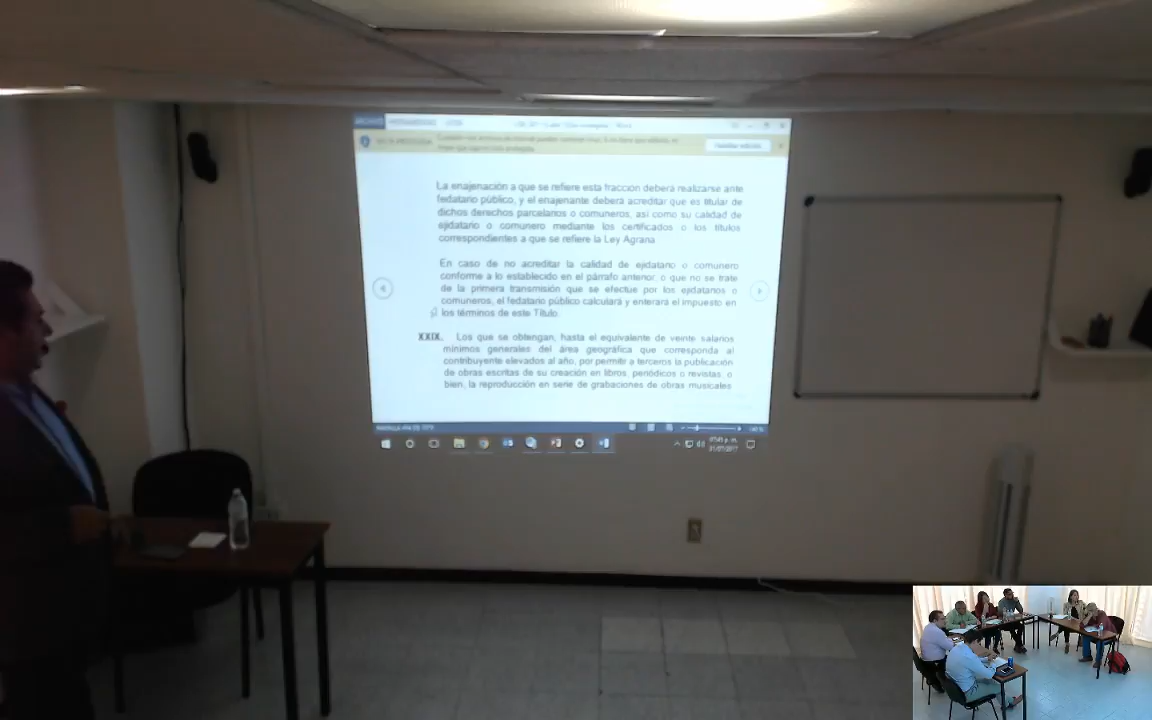 La enajenación a que se refiere esta fracción deberá realizarse ante
fedatario público, y el enajenante deberá acreditar que es titular de
dichos derechos parcelarios o comuneros, así como su calidad de
ejidatario o comunero mediante los certificados o los títulos
correspondientes a que se refiere la Ley Agraria
En caso de no acreditar la calidad de ejidatario o comunero
conforme a lo establecido en el párrafo anterior, o que no se trate
de la primera transmisión que se efectúe por los ejidatarios o
comuneros, el fedatario público calculará y enterará el impuesto en
los términos de este Título.
XXIX. Los que se obtengan, hasta el equivalente de veinte salarios
mínimos generales del área geográfica que corresponda al
contribuyente elevados al año, por permitir a terceros la publicación
de obras escritas de su creación en libros, periódicos o revistas, o
bien, la reproducción en serie de grabaciones de obras musicales